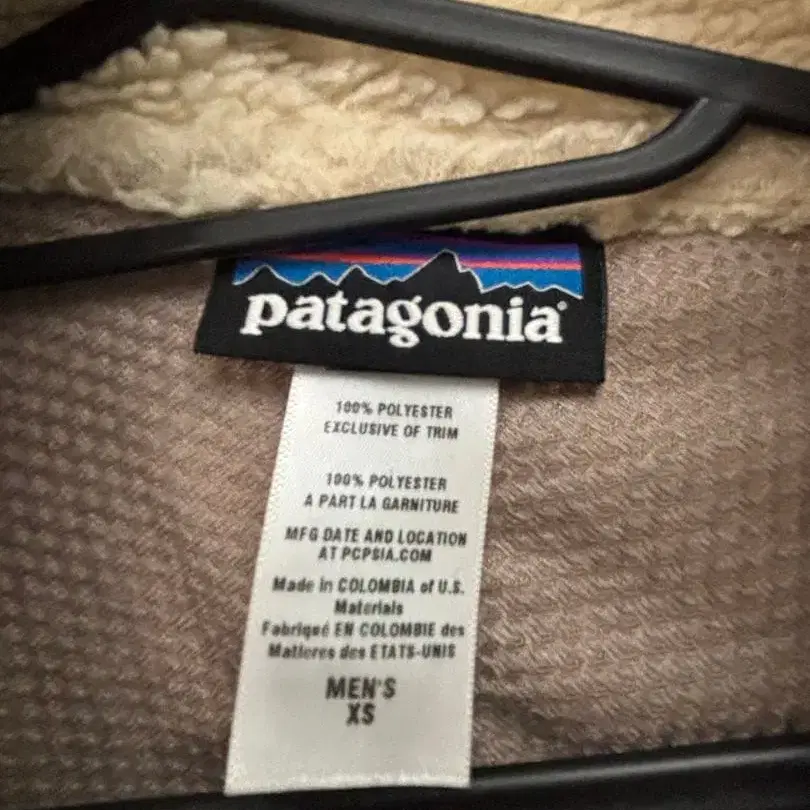 patagonia®
100% POLYESTER
EXCLUSIVE OF TRIM
100% POLYESTER
A PART LA GARNITURE
MFG DATE AND LOCATION
AT PCPSIA.COM
Made in COLOMBIA of U.S.
Materials
Fabriqué EN COLOMBIE des
Matieres des ETATS-UNIS
MEN'S
XS